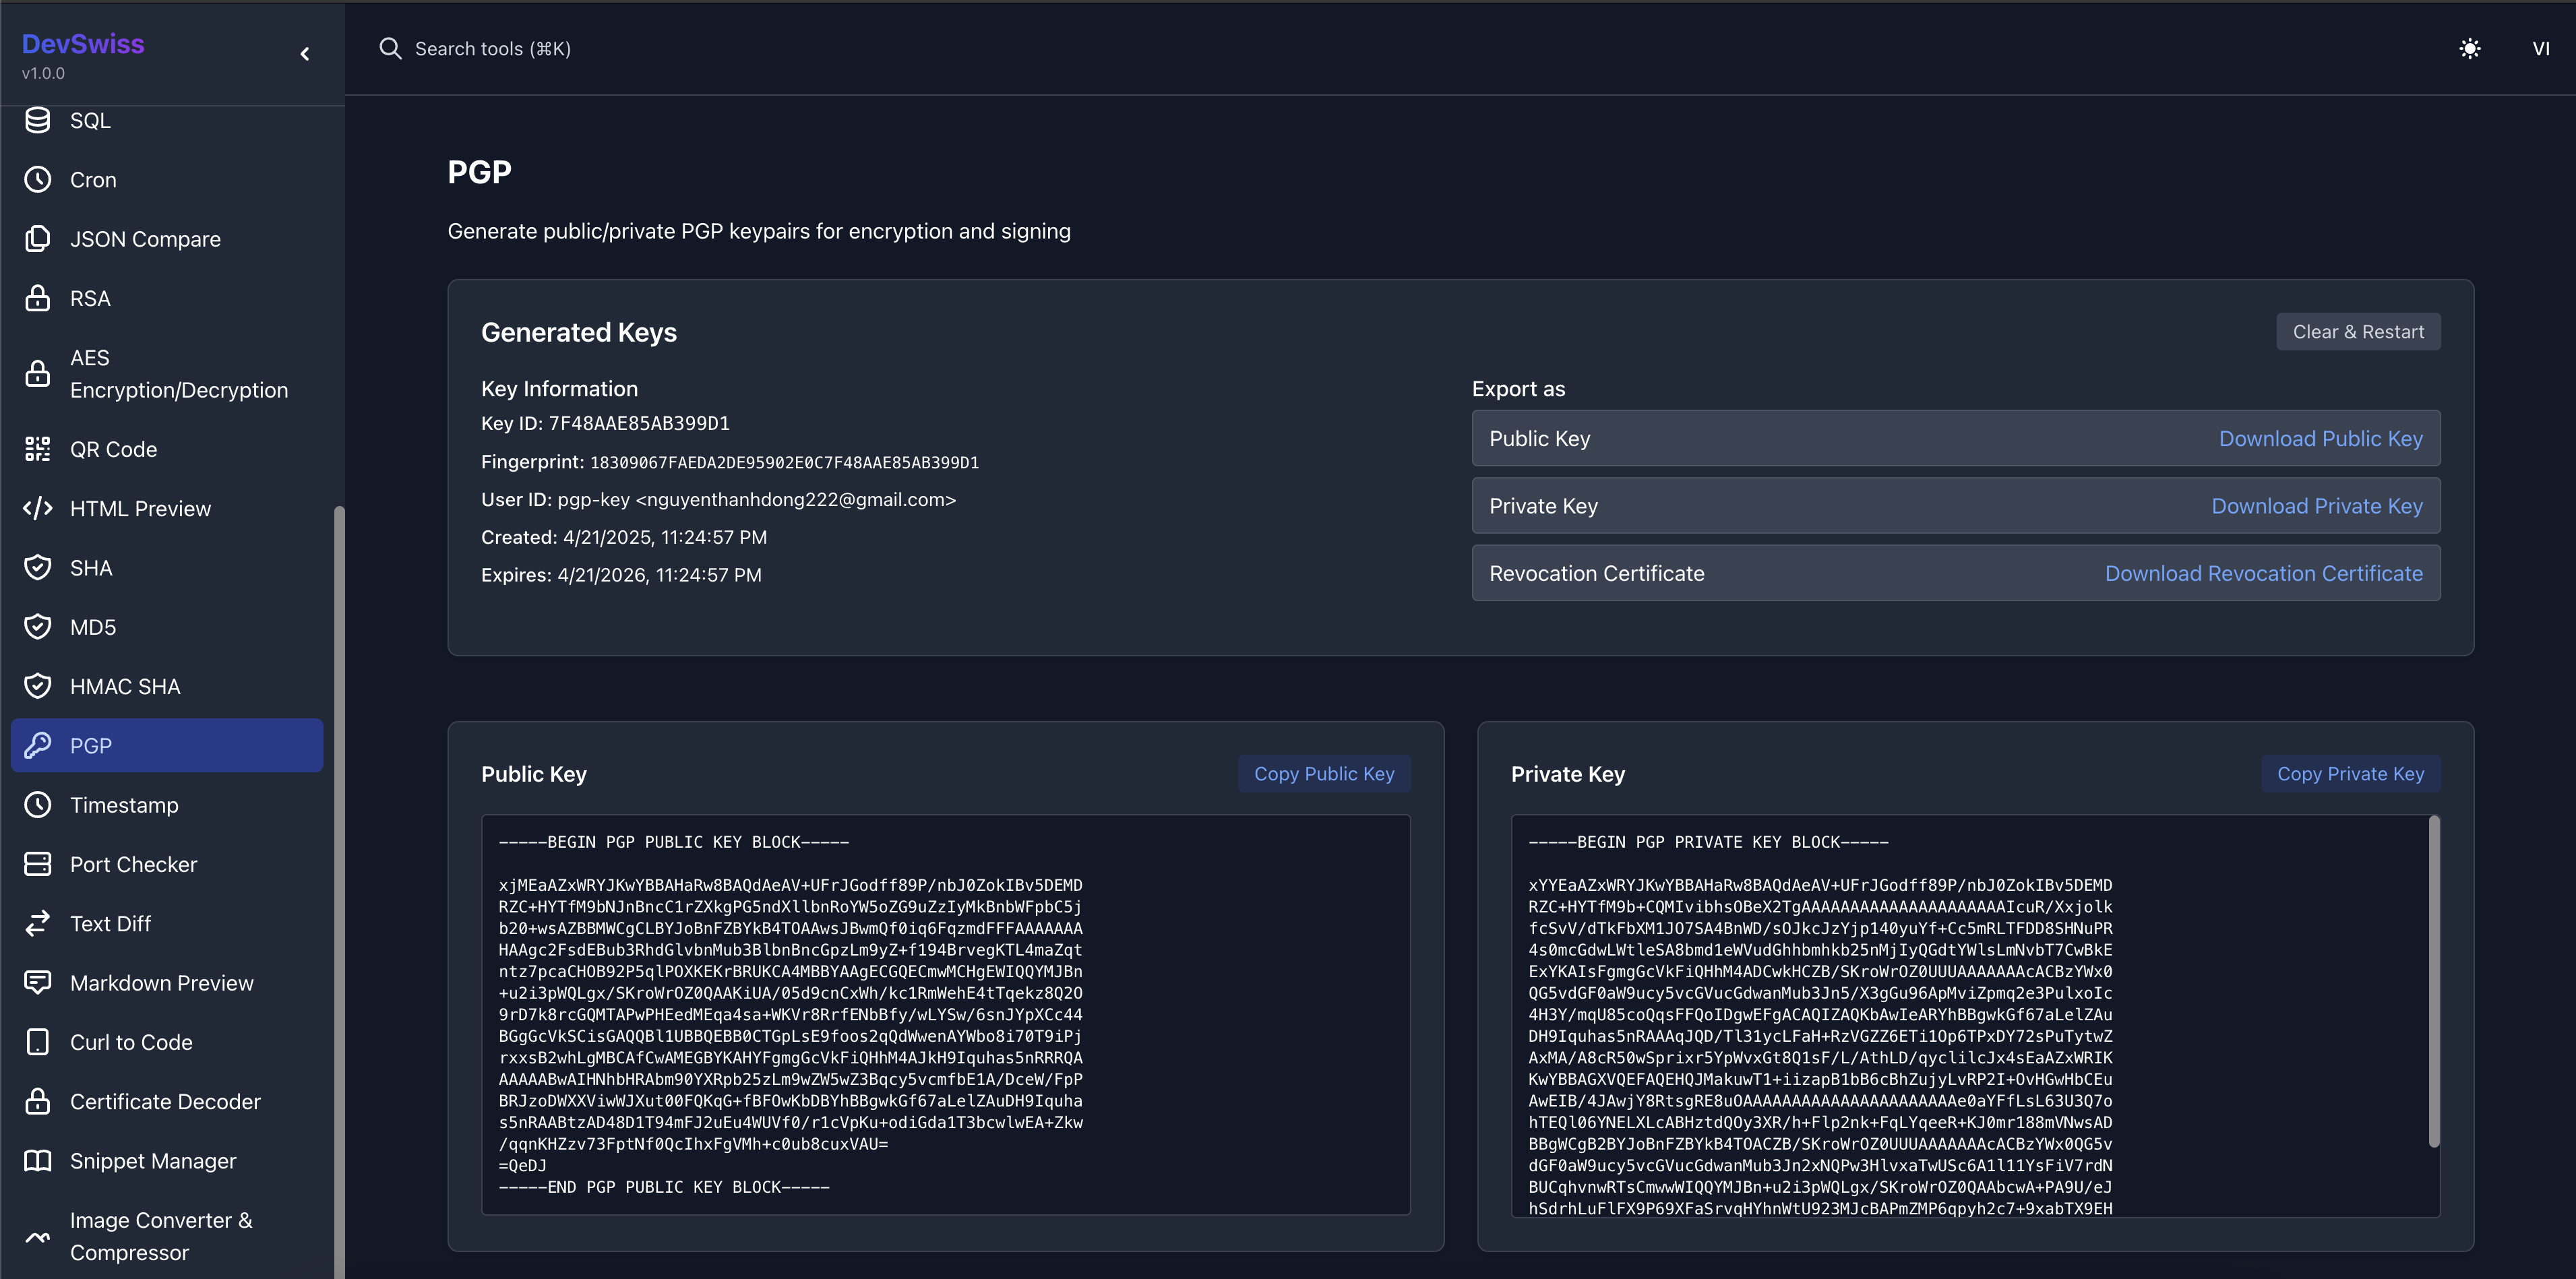 DevSwiss
v1.0.0
SQL
Cron
JSON Compare
RSA
AES
Encryption/Decryption
QR Code
HTML Preview
SHA
MD5
HMAC SHA
PGP
Timestamp
Port Checker
Text Diff
Markdown Preview
Curl to Code
Certificate Decoder
Snippet Manager
Image Converter &
Compressor
Search tools (⌘K)
VI
PGP
Generate public/private PGP keypairs for encryption and signing
Generated Keys
Clear & Restart
Key Information
Key ID: 7F48AAE85AB399D1
Fingerprint: 18309067FAEDA2DE95902E0C7F48AAE85AB399D1
User ID: pgp-key <nguyenthanhdong222@gmail.com>
Created: 4/21/2025, 11:24:57 PM
Expires: 4/21/2026, 11:24:57 PM
Export as
Public Key
Download Public Key
Private Key
Download Private Key
Revocation Certificate
Download Revocation Certificate
Public Key
Copy Public Key
-----BEGIN PGP PUBLIC KEY BLOCK-----
xjMEaAZxWRYJKwYBBAHaRw8BAQdAeAV+UFrJGodff89P/nbJ0ZokIBv5DEMD
RZC+HYTfM9bNJnBncC1rZXkgPG5ndXllbnRoYW5oZG9uZzIyMkBnbWFpbC5j
b20+wsAZBBMWCgCLBYJoBnFZBYkB4TOAAwsJBwmQf0iq6FqzmdFFFAAAAAAA
HAAgc2FsdEBub3RhdGlvbnMub3BlbnBncGpzLm9yZ+f194BrvegKTL4maZqt
ntz7pcaCHOB92P5qlPOXKEKrBRUKCA4MBBYAAgECGQECmwMCHgEWIQQYMJBn
+u2i3pWQLgx/SKroWrOZ0QAAKiUA/05d9cnCxWh/kc1RmWehE4tTqekz8Q2O
9rD7k8rcGQMTAPwPHEedMEqa4sa+WKVr8RrfENbBfy/wLYSw/6snJYpXCc44
BGgGcVkSCisGAQQBl1UBBQEBB0CTGpLsE9foos2qQdWwenAYWbo8i70T9iPj
rxxsB2whLgMBCAfCwAMEGBYKAHYFgmgGcVkFiQHhM4AJkH9Iquhas5nRRRQA
AAAAABwAIHNhbHRAbm90YXRpb25zLm9wZW5wZ3Bqcy5vcmfbE1A/DceW/FpP
BRJzoDWXXViwWJXut00FQKqG+fBFOwKbDBYhBBgwkGf67aLelZAuDH9Iquha
s5nRAABtzAD48D1T94mFJ2uEu4WUVf0/r1cVpKu+odiGda1T3bcwlwEA+Zkw
/qqnKHZzv73FptNf0QcIhxFgVMh+c0ub8cuxVAU=
=QeDJ
-----END PGP PUBLIC KEY BLOCK-----
Private Key
Copy Private Key
-----BEGIN PGP PRIVATE KEY BLOCK-----
xYYEaAZxWRYJKwYBBAHaRw8BAQdAeAV+UFrJGodff89P/nbJ0ZokIBv5DEMD
RZC+HYTfM9b+CQMIvibhsOBeX2TgAAAAAAAAAAAAAAAAAAAAAIcuR/Xxjolk
fcSvV/dTkFbXM1JO7SA4BnWD/sOJkcJzYjp140yuYf+Cc5mRLTFDD8SHNuPR
4s0mcGdwLWtleSA8bmd1eWVudGhhbmhkb25nMjIyQGdtYWlsLmNvbT7CwBkE
ExYKAIsFgmgGcVkFiQHhM4ADCwkHCZB/SKroWrOZ0UUUAAAAAAAcACBzYWx0
QG5vdGF0aW9ucy5vcGVucGdwanMub3Jn5/X3gGu96ApMviZpmq2e3PulxoIc
4H3Y/mqU85coQqsFFQoIDgwEFgACAQIZAQKbAwIeARYhBBgwkGf67aLelZAu
DH9Iquhas5nRAAAqJQD/Tl31ycLFaH+RzVGZZ6ETi1Op6TPxDY72sPuTytwZ
AxMA/A8cR50wSprixr5YpWvxGt8Q1sF/L/AthLD/qyclilcJx4sEaAZxWRIK
KwYBBAGXVQEFAQEHQJMakuwT1+iizapB1bB6cBhZujyLvRP2I+OvHGwHbCEu
AwEIB/4JAwjY8RtsgRE8uOAAAAAAAAAAAAAAAAAAAAAAe0aYFfLsL63U3Q7o
hTEQl06YNELXLcABHztdQOy3XR/h+Flp2nk+FqLYqeeR+KJ0mr188mVNwsAD
BBgWCgB2BYJoBnFZBYkB4TOACZB/SKroWrOZ0UUUAAAAAAAcACBzYWx0QG5v
dGF0aW9ucy5vcGVucGdwanMub3Jn2xNQPw3HlvxaTwUSc6A1l11YsFiV7rdN
BUCqhvnwRTsCmwwWIQQYMJBn+u2i3pWQLgx/SKroWrOZ0QAAbcwA+PA9U/eJ
hSdrhLuFlFX9P69XFaSrvqHYhnWtU923MJcBAPmZMP6qpyh2c7+9xabTX9EH